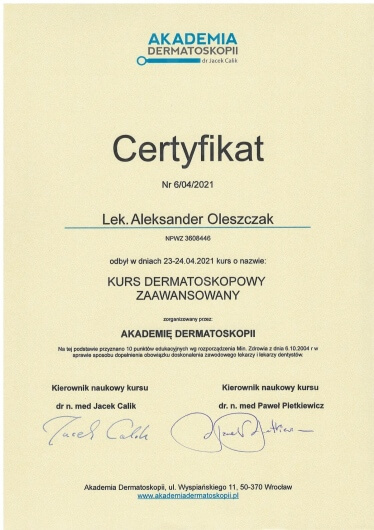 AKADEMIA
DERMATOSKOPII
dr Jacek Calik
Certyfikat
Nr 6/04/2021
Lek. Aleksander Oleszczak
NPWZ 3608446
odbył w dniach 23-24.04.2021 kurs o nazwie:
KURS DERMATOSKOPOWY
ZAAWANSOWANY
zorganizowany przez:
AKADEMIĘ DERMATOSKOPII
Na tej podstawie przyznano 10 punktów edukacyjnych wg rozporządzenia Min. Zdrowia z dnia 6.10.2004 r w
sprawie sposobu dopełnienia obowiązku doskonalenia zawodowego lekarzy i lekarzy dentystów.
Kierownik naukowy kursu Kierownik naukowy kursu
dr n. med Jacek Calik dr. n. med Paweł Pietkiewicz
Jacek Calik
Akademia Dermatoskopii, ul. Wyspiańskiego 11, 50-370 Wrocław
www.akademiadermatoskopii.pl